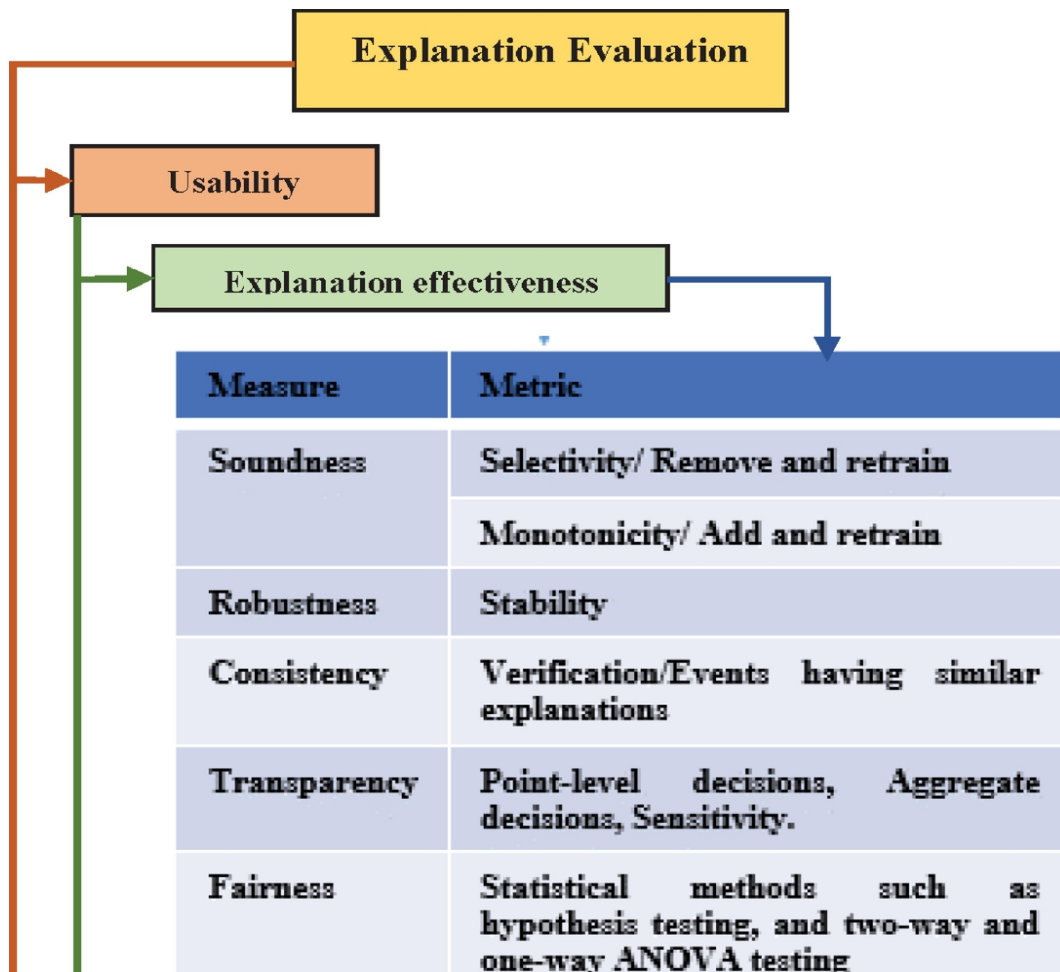 Explanation Evaluation
Usability
Explanation effectiveness
Measure Metric
Soundness Selectivity/ Remove and retrain
Monotonicity/ Add and retrain
Robustness Stability
Consistency Verification/Events having similar
explanations
Transparency Point-level decisions, Aggregate
decisions, Sensitivity.
Fairness Statistical methods such as
hypothesis testing, and two-way and
one-way ANOVA testing